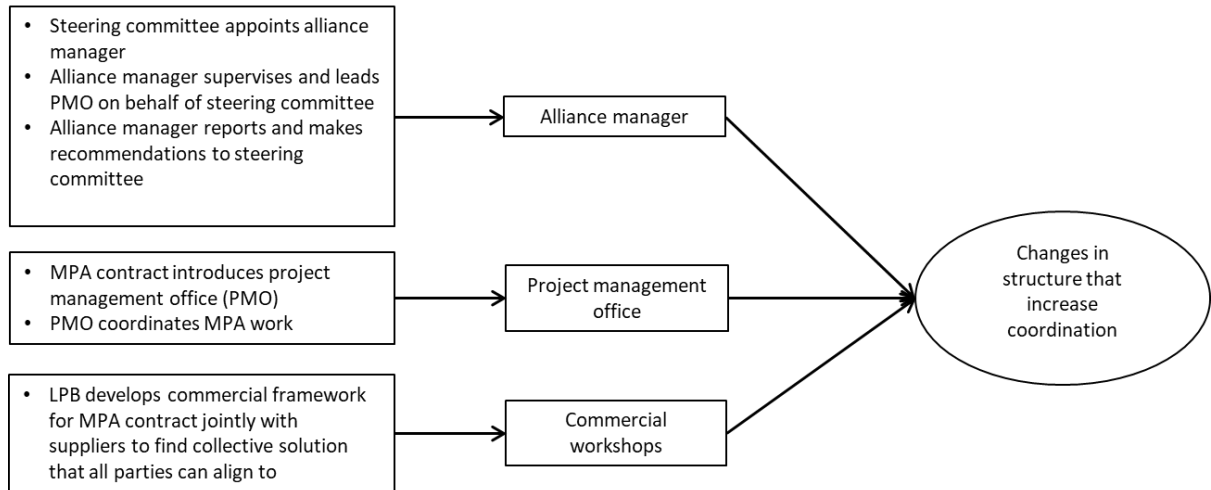 • Steering committee appoints alliance
manager
• Alliance manager supervises and leads
PMO on behalf of steering committee
• Alliance manager reports and makes
recommendations to steering
committee
Alliance manager
• MPA contract introduces project
management office (PMO)
• PMO coordinates MPA work
Project management
office
• LPB develops commercial framework
for MPA contract jointly with
suppliers to find collective solution
that all parties can align to
Commercial
workshops
Changes in
structure that
increase
coordination